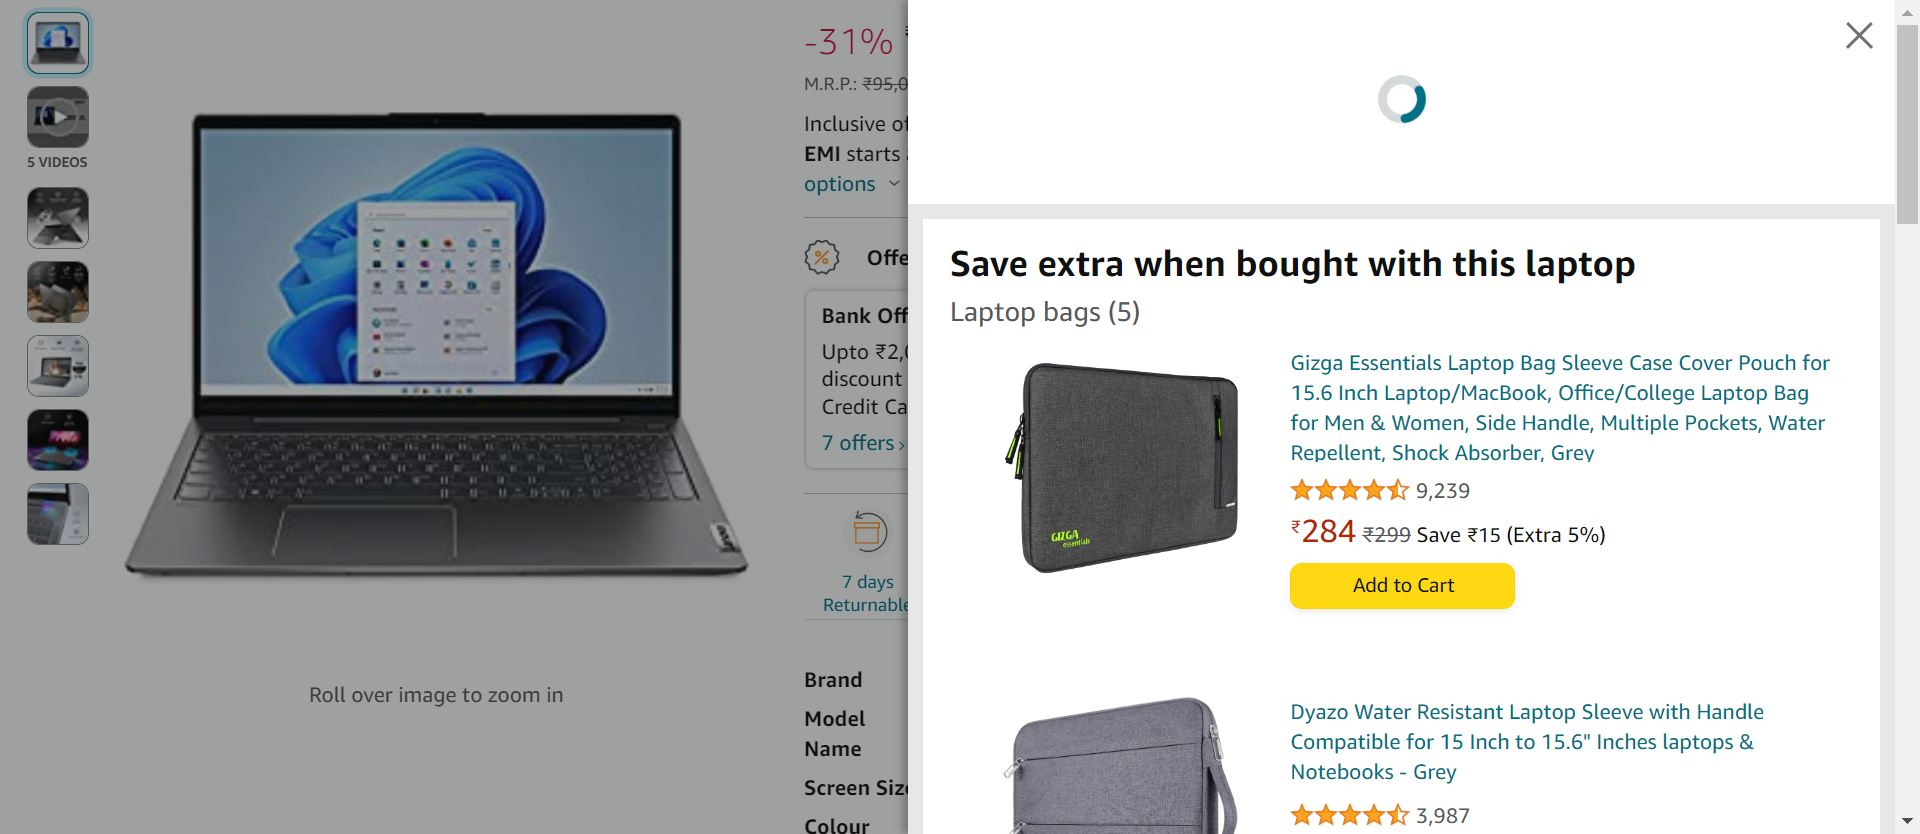 5 VIDEOS
Roll over image to zoom in
-31%
M.R.P.: ₹95,0
Inclusive of
EMI starts
options
Offe
Bank Off
Upto ₹2,0
discount
Credit Ca
7 offers ›
7 days
Returnable
Brand
Model
Name
Screen Size
Colour
Save extra when bought with this laptop
Laptop bags (5)
GIZGA
essentials
Gizga Essentials Laptop Bag Sleeve Case Cover Pouch for
15.6 Inch Laptop/MacBook, Office/College Laptop Bag
for Men & Women, Side Handle, Multiple Pockets, Water
Repellent, Shock Absorber, Grey
9,239
₹284 ₹299 Save ₹15 (Extra 5%)
Add to Cart
Dyazo Water Resistant Laptop Sleeve with Handle
Compatible for 15 Inch to 15.6" Inches laptops &
Notebooks - Grey
3,987